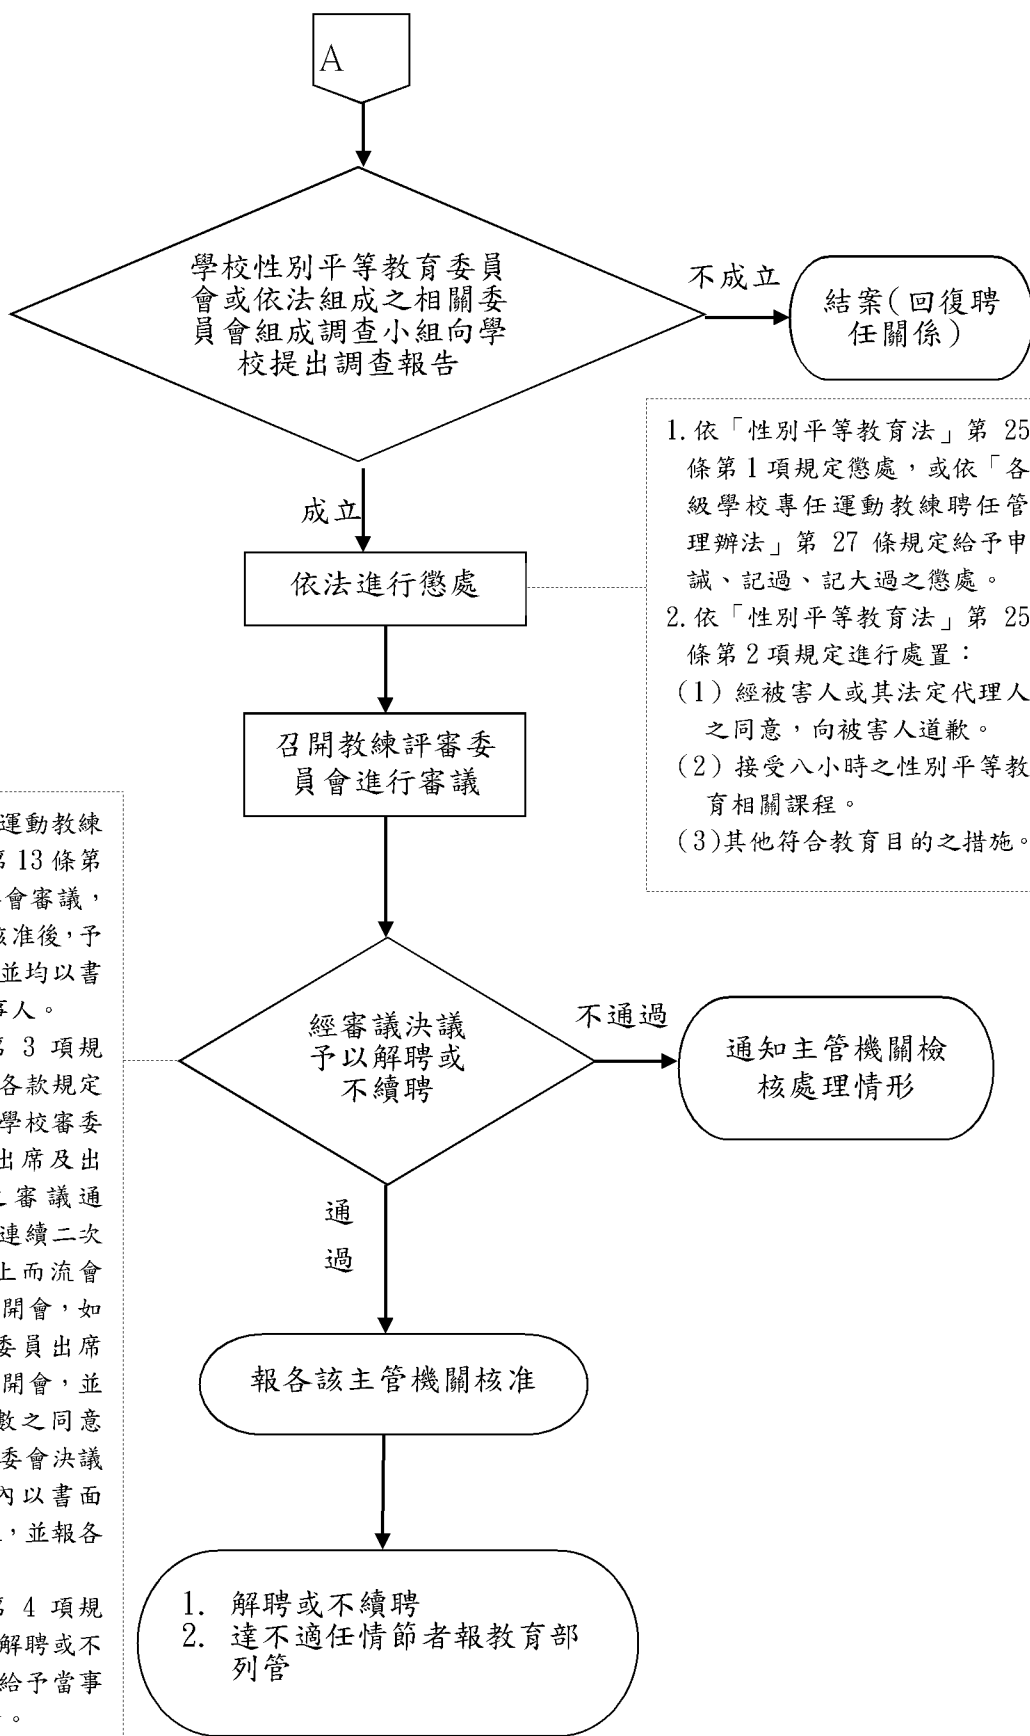 A
學校性別平等教育委員
會或依法組成之相關委
員會組成調查小組向學
校提出調查報告
不成立
結案(回復聘
任關係)
成立
依法進行懲處
1.依「性別平等教育法」第 25
條第1項規定懲處，或依「各
級學校專任運動教練聘任管
理辦法」第 27 條規定給予申
誡、記過、記大過之懲處。
2.依「性別平等教育法」第 25
條第2項規定進行處置：
(1) 經被害人或其法定代理人
之同意，向被害人道歉。
(2) 接受八小時之性別平等教
育相關課程。
(3)其他符合教育目的之措施。
召開教練評審委
員會進行審議
運動教練
第13條第
會審議，
核准後，予
並均以書
事人。
第 3 項規
各款規定
學校審委
出席及出
之審議通
連續二次
上而流會
開會，如
委員出席
開會，並
數之同意
委會決議
內以書面
，並報各
第 4 項規
解聘或不
給予當事
。
經審議決議
予以解聘或
不續聘
不通過
通知主管機關檢
核處理情形
通
過
報各該主管機關核准
1. 解聘或不續聘
2. 達不適任情節者報教育部
列管